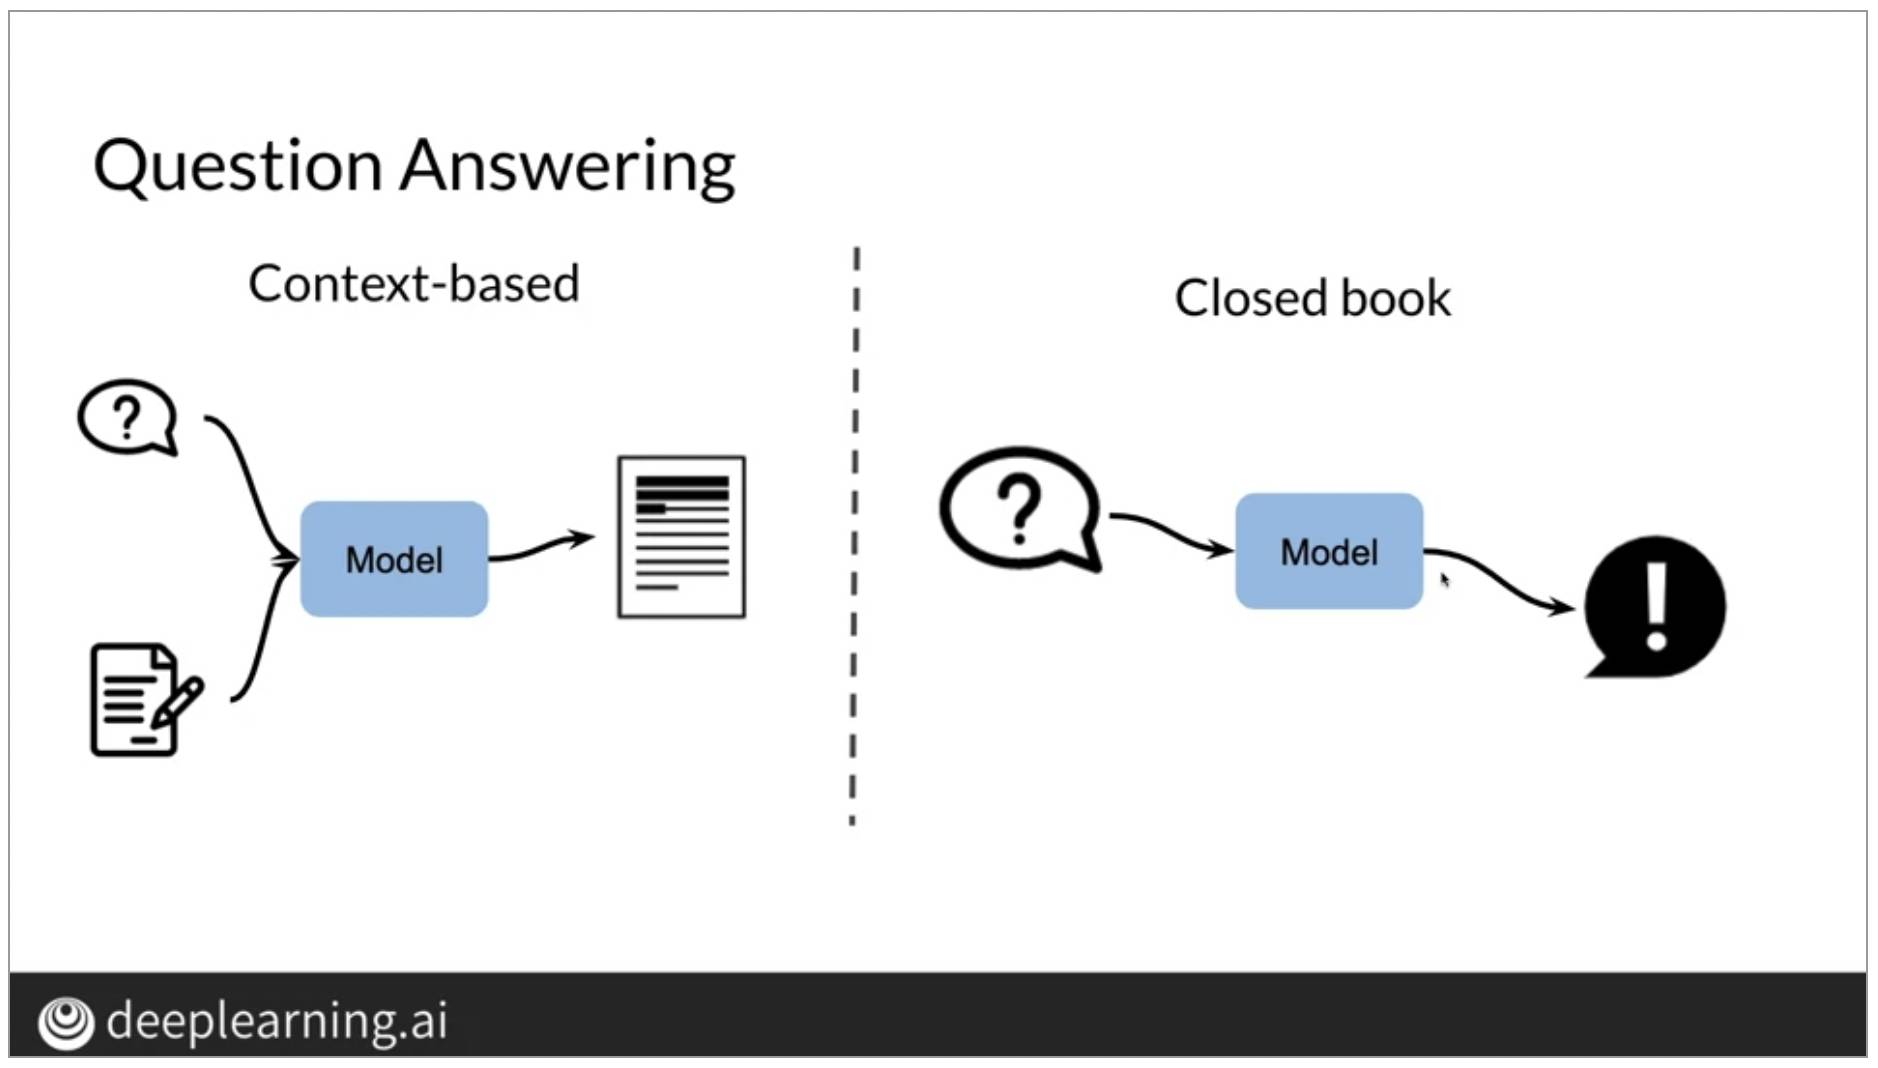 Question Answering
Context-based
Closed book
?
Model
?
Model
!
deeplearning.ai